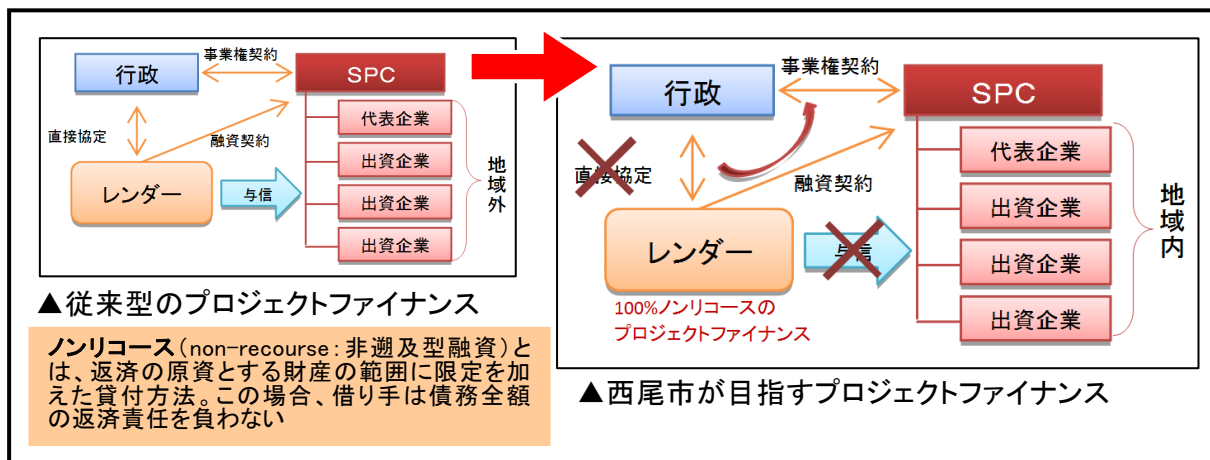 事業権契約
行政
SPC
直接協定
融資契約
代表企業
出資企業
出資企業
出資企業
レンダー
与信
地域外
▲従来型のプロジェクトファイナンス
ノンリコース(non-recourse:非遡及型融資)と
は、返済の原資とする財産の範囲に限定を加
えた貸付方法。この場合、借り手は債務全額
の返済責任を負わない
事業権契約
行政
SPC
直接協定
融資契約
代表企業
出資企業
出資企業
出資企業
レンダー
与信
地域内
100%ノンリコースの
プロジェクトファイナンス
▲西尾市が目指すプロジェクトファイナンス